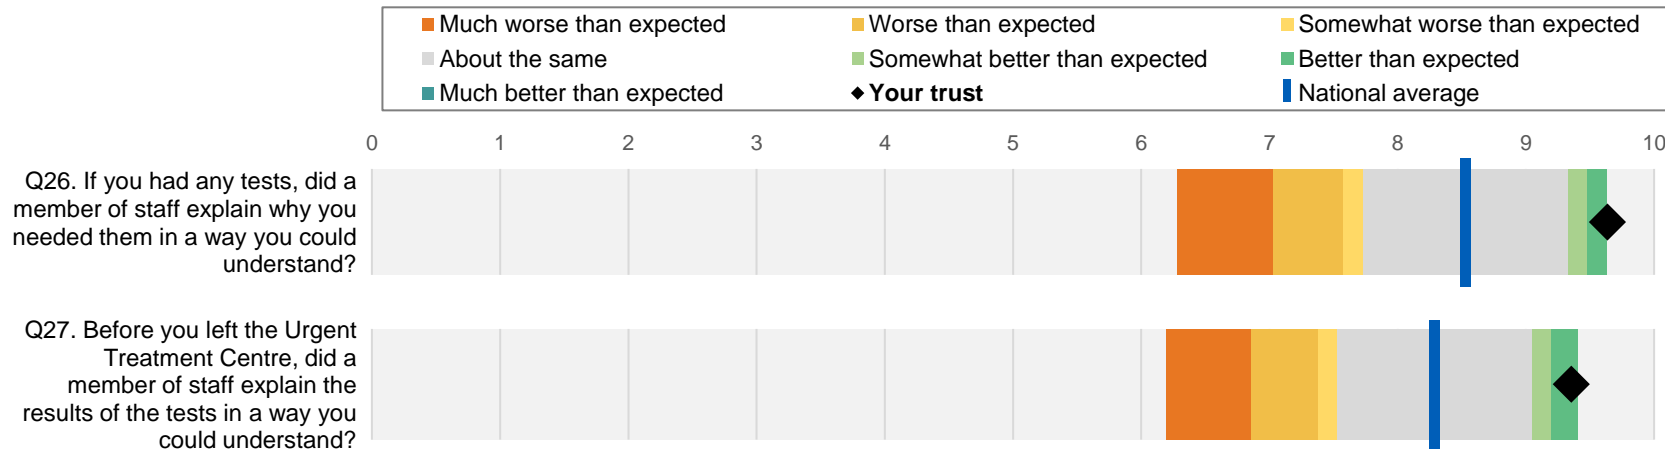 Much worse than expected
Worse than expected
Somewhat worse than expected
About the same
Somewhat better than expected
Better than expected
Much better than expected
Your trust
National average
0 1 2 3 4 5 6 7 8 9 10
Q26. If you had any tests, did a
member of staff explain why you
needed them in a way you could
understand?
Q27. Before you left the Urgent
Treatment Centre, did a
member of staff explain the
results of the tests in a way you
could understand?